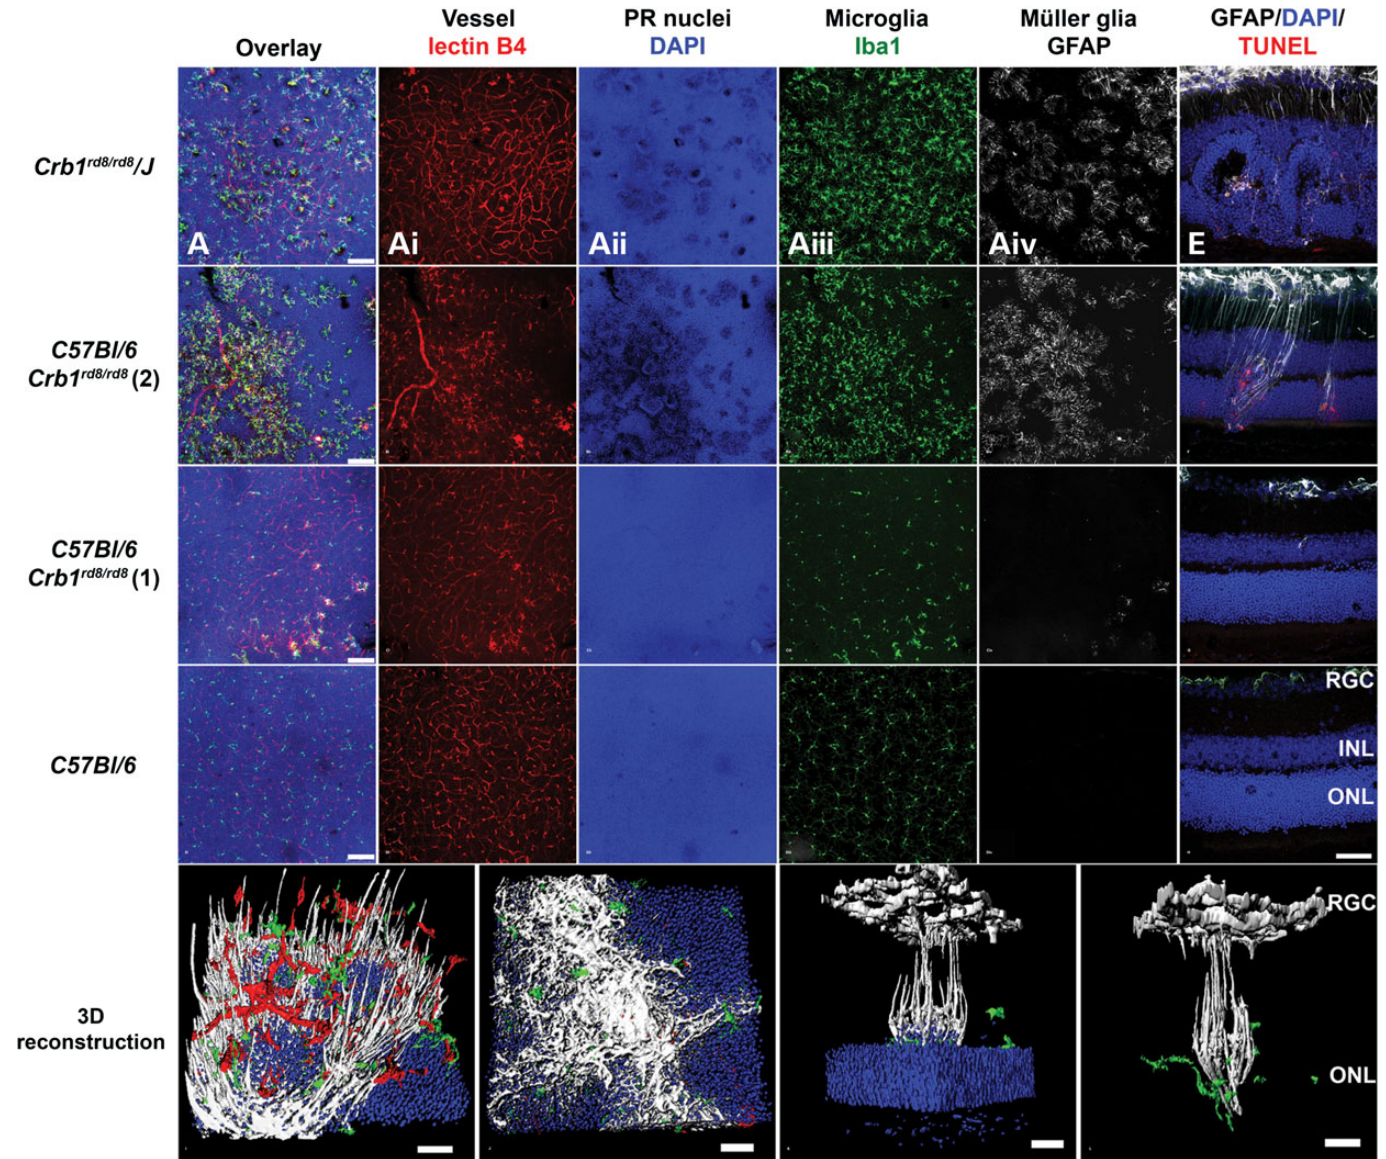 Overlay
Vessel
lectin B4
PR nuclei
DAPI
Microglia
Iba1
Müller glia
GFAP
GFAP/DAPI/
TUNEL
Crb1rd8/rd8/J
A
Ai
Aii
Aiii
Aiv
E
C57Bl/6
Crb1rd8/rd8 (2)
C57Bl/6
Crb1rd8/rd8 (1)
C57Bl/6
RGC
INL
ONL
3D
reconstruction
RGC
ONL